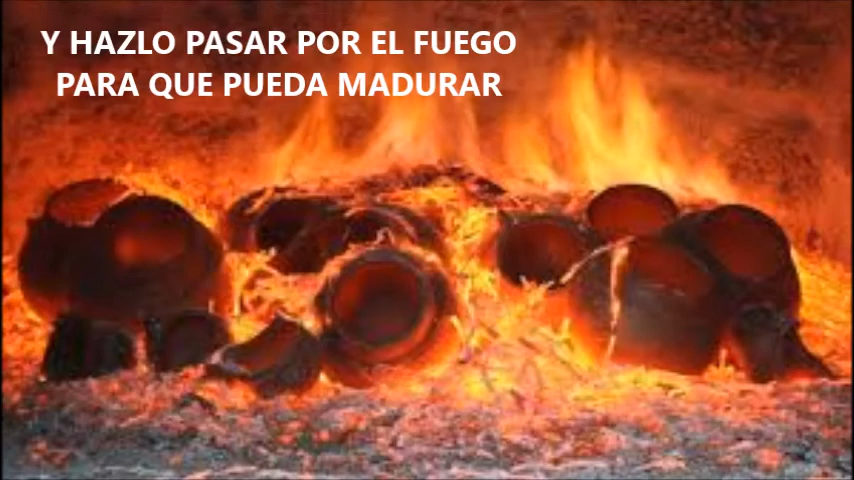 Y HAZLO PASAR POR EL FUEGO
PARA QUE PUEDA MADURAR